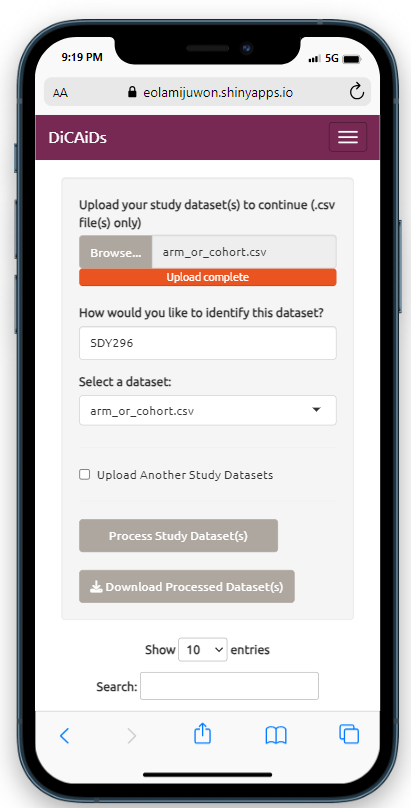 9:19 PM 5G
AA eolamijuwon.shinyapps.io
DiCAiDs
Upload your study dataset(s) to continue (.csv
file(s) only)
Browse... arm_or_cohort.csv
Upload complete
How would you like to identify this dataset?
SDY296
Select a dataset:
arm_or_cohort.csv
Upload Another Study Datasets
Process Study Dataset(s)
Download Processed Dataset(s)
Show 10 entries
Search: